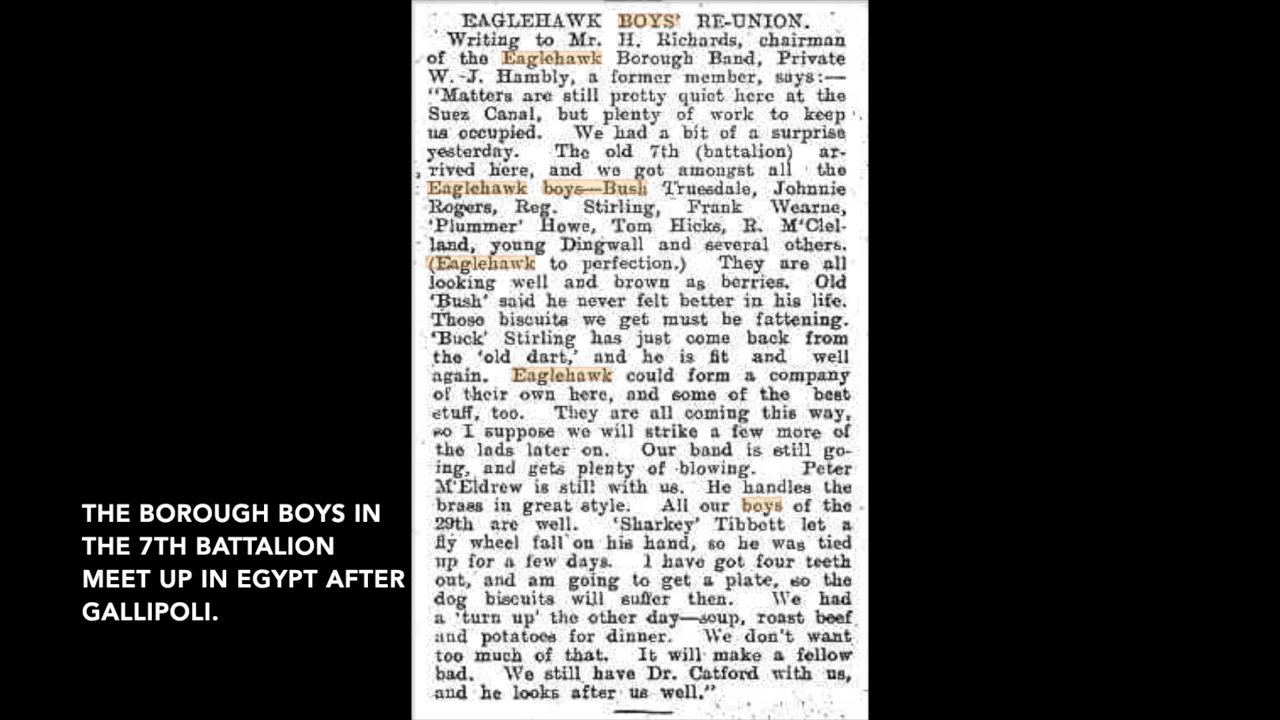 EAGLEHAWK BOYS' RE-UNION.
Writing to Mr. H. Richards, chairman
of the Eaglehawk Borough Band, Private
W. J. Hambly, a former member, says:—
"Matters are still pretty quiet here at the
Suez Canal, but plenty of work to keep
us occupied. We had a bit of a surprise
yesterday. The old 7th (battalion) ar-
rived here, and we got amongst all the
Eaglehawk boys—Bush Truesdale, Johnnie
Rogers, Reg. Stirling, Frank Wearne,
'Plummer' Howe, Tom Hicks, R. M'Clel-
land, young Dingwall and several others.
(Eaglehawk to perfection.) They are all
looking well and brown as berries. Old
'Bush' said he never felt better in his life.
Those biscuits we get must be fattening.
'Buck' Stirling has just come back from
the 'old dart,' and he is fit and well
again. Eaglehawk could form a company
of their own here, and some of the best
stuff, too. They are all coming this way,
so I suppose we will strike a few more of
the lads later on. Our band is still go-
ing, and gets plenty of blowing. Peter
M'Eldrew is still with us. He handles the
brass in great style. All our boys of the
29th are well. 'Sharkey' Tibbett let a
fly wheel fall on his hand, so he was tied
up for a few days. I have got four teeth
out, and am going to get a plate, so the
dog biscuits will suffer then. We had
a 'turn up' the other day—soup, roast beef
and potatoes for dinner. We don't want
too much of that. It will make a fellow
bad. We still have Dr. Catford with us,
and he looks after us well."
THE BOROUGH BOYS IN
THE 7TH BATTALION
MEET UP IN EGYPT AFTER
GALLIPOLI.